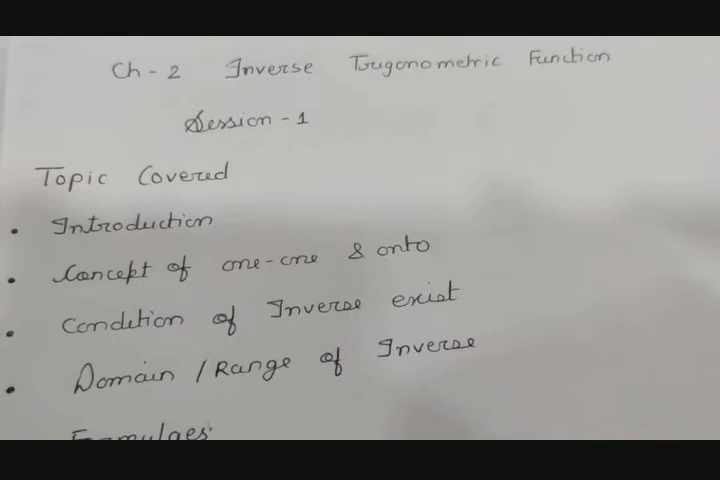 Ch - 2 Inverse Trigonometric Function
Session - 1
Topic Covered
• Introduction
• Concept of one-one & onto
• Condition of Inverse exist
• Domain / Range of Inverse
Formulaes.